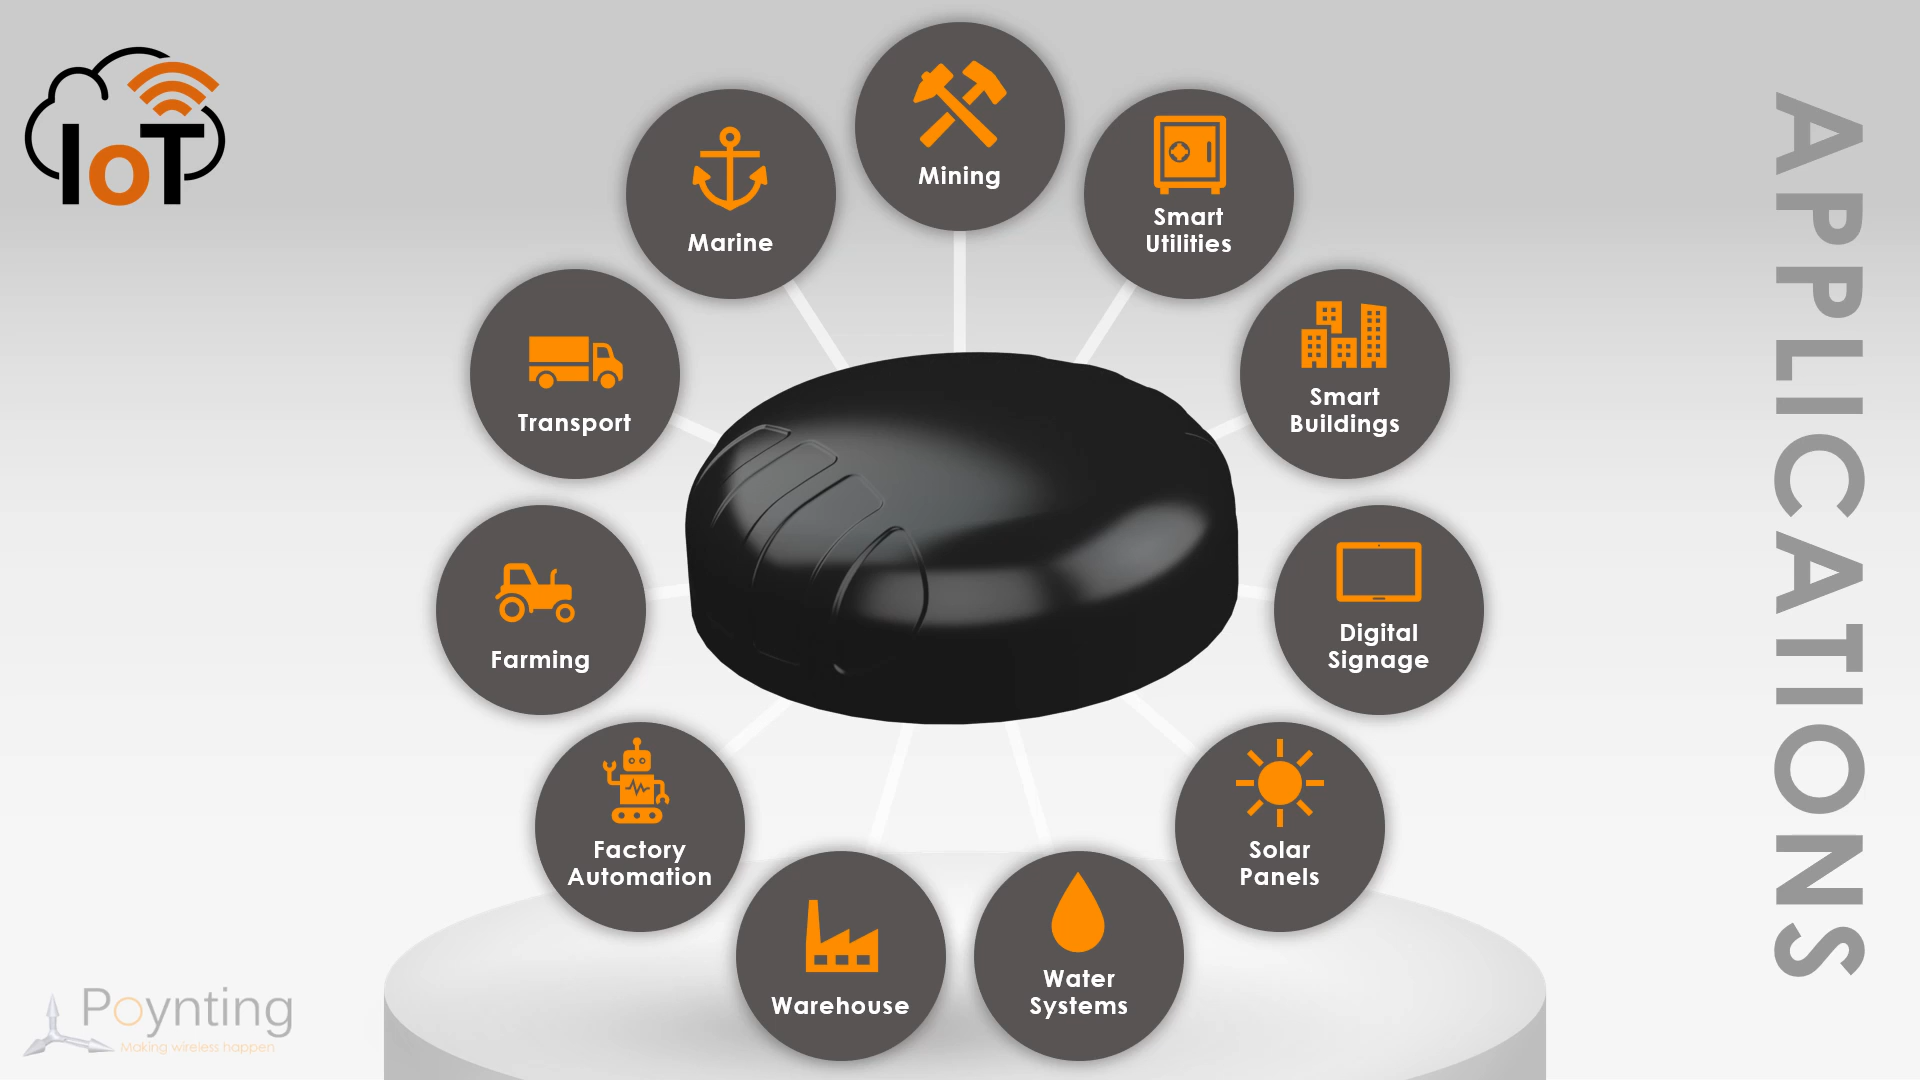 IoT
Mining
Marine
Smart
Utilities
Transport
Smart
Buildings
Farming
Digital
Signage
Factory
Automation
Solar
Panels
Warehouse
Water
Systems
APPLICATIONS
Poynting
Making wireless happen